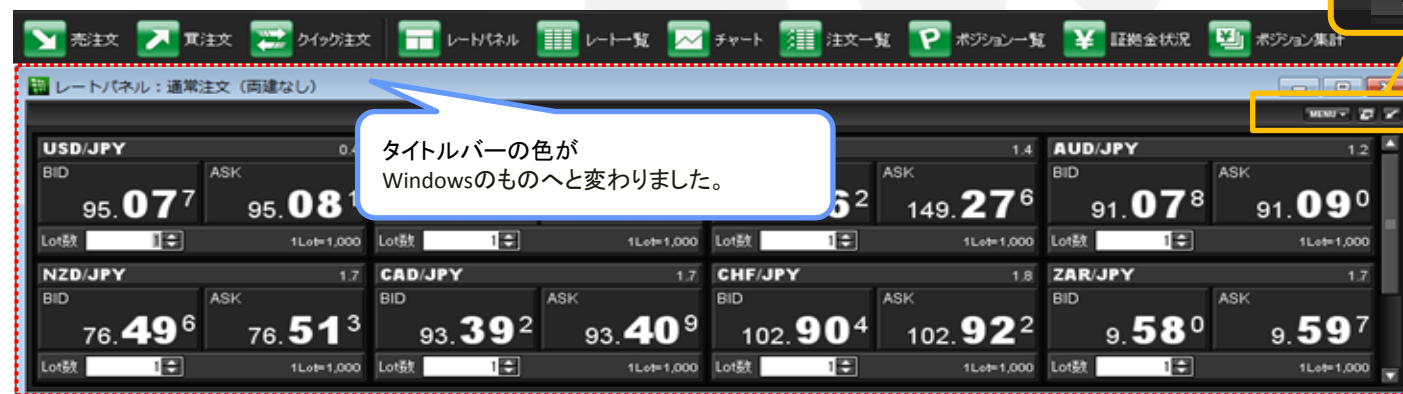 売注文 買注文 クイック注文 レートパネル レート一覧 チャート 注文一覧 ポジション一覧 証拠金状況 ポジション集計
レートパネル：通常注文（両建なし）
MENU
タイトルバーの色が
Windowsのものへと変わりました。
USD/JPY 1.4 AUD/JPY 1.2
BID ASK ASK BID ASK
95.077 95.08 149.276 91.078 91.090
Lot数 1 1Lot=1,000 Lot数 1 1Lot=1,000 Lot数 1 1Lot=1,000 Lot数 1 1Lot=1,000
NZD/JPY 1.7 CAD/JPY 1.7 CHF/JPY 1.8 ZAR/JPY 1.7
BID ASK BID ASK BID ASK BID ASK
76.496 76.513 93.392 93.409 102.904 102.922 9.580 9.597
Lot数 1 1Lot=1,000 Lot数 1 1Lot=1,000 Lot数 1 1Lot=1,000 Lot数 1 1Lot=1,000